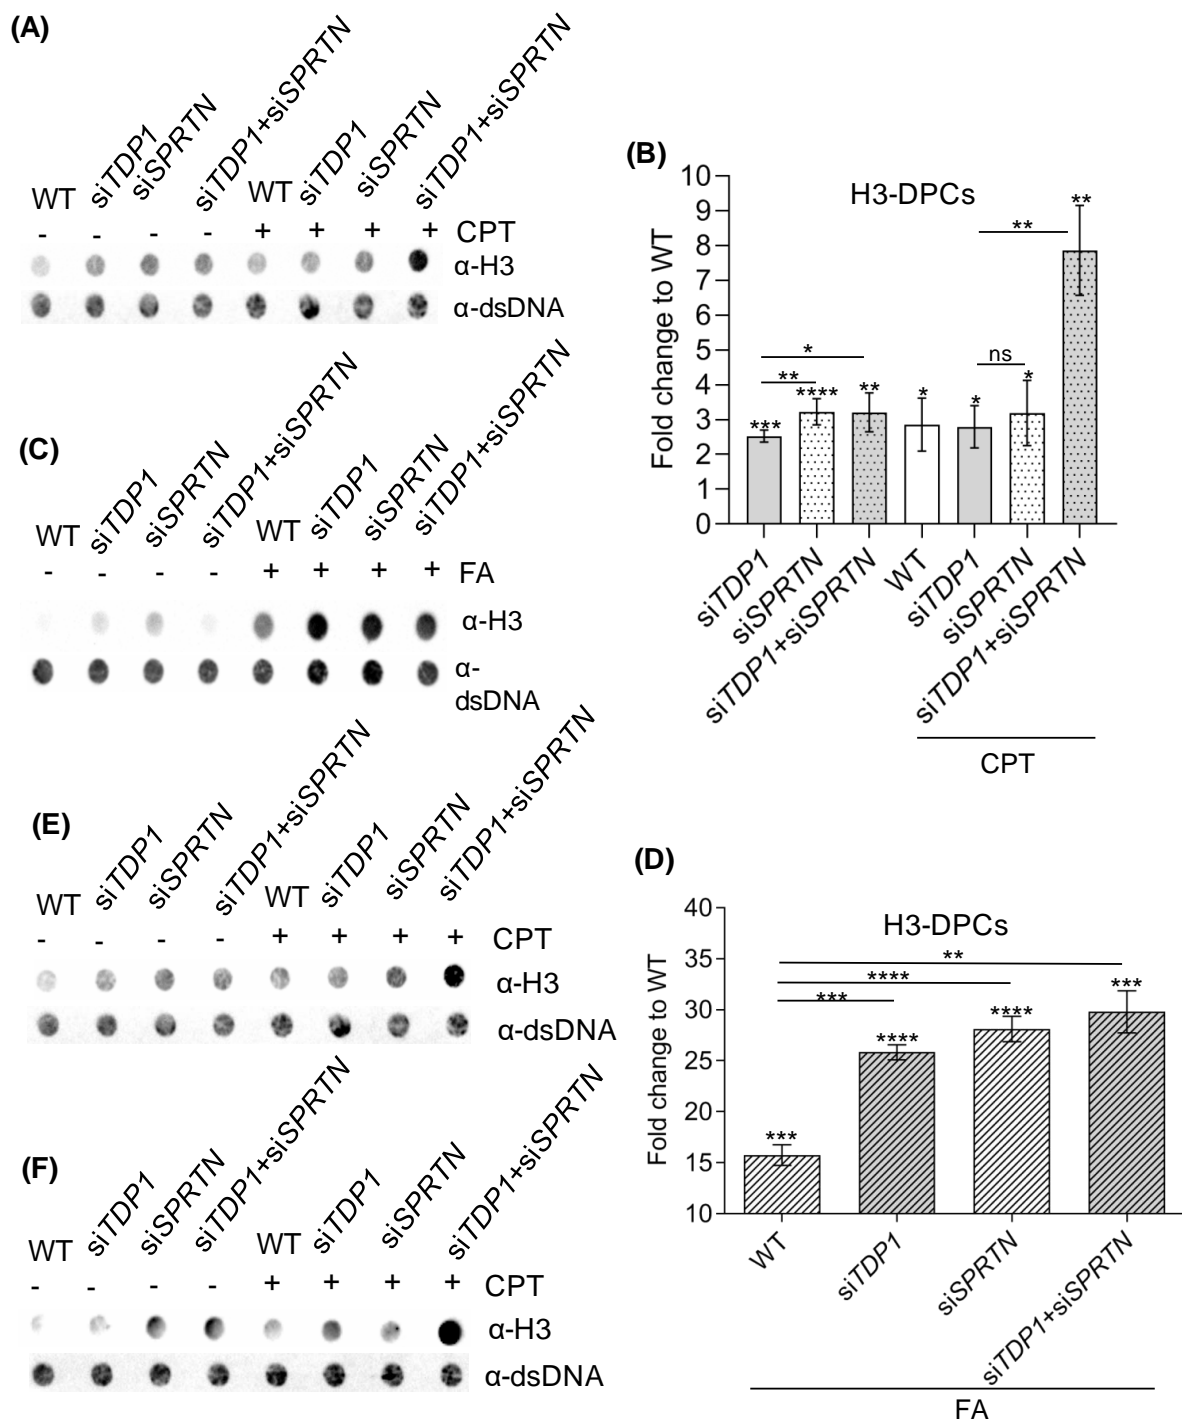 (A)
WT siTDP1 siSPRTN siTDP1+siSPRTN WT siTDP1 siSPRTN siTDP1+siSPRTN
- - - - + + + + CPT
α-H3
α-dsDNA
(B)
H3-DPCs
Fold change to WT
10
9
8
7
6
5
4
3
2
1
0
*** **** ** * * * **
** * ns **
siTDP1 siSPRTN siTDP1+siSPRTN WT siTDP1 siSPRTN siTDP1+siSPRTN
CPT
(C)
WT siTDP1 siSPRTN siTDP1+siSPRTN WT siTDP1 siSPRTN siTDP1+siSPRTN
- - - - + + + + FA
α-H3
α-
dsDNA
(E)
WT siTDP1 siSPRTN siTDP1+siSPRTN WT siTDP1 siSPRTN siTDP1+siSPRTN
- - - - + + + + CPT
α-H3
α-dsDNA
(D)
H3-DPCs
Fold change to WT
40
35
30
25
20
15
10
**
****
***
*** **** **** ***
WT siTDP1 siSPRTN siTDP1+siSPRTN
FA
(F)
WT siTDP1 siSPRTN siTDP1+siSPRTN WT siTDP1 siSPRTN siTDP1+siSPRTN
- - - - + + + + CPT
α-H3
α-dsDNA